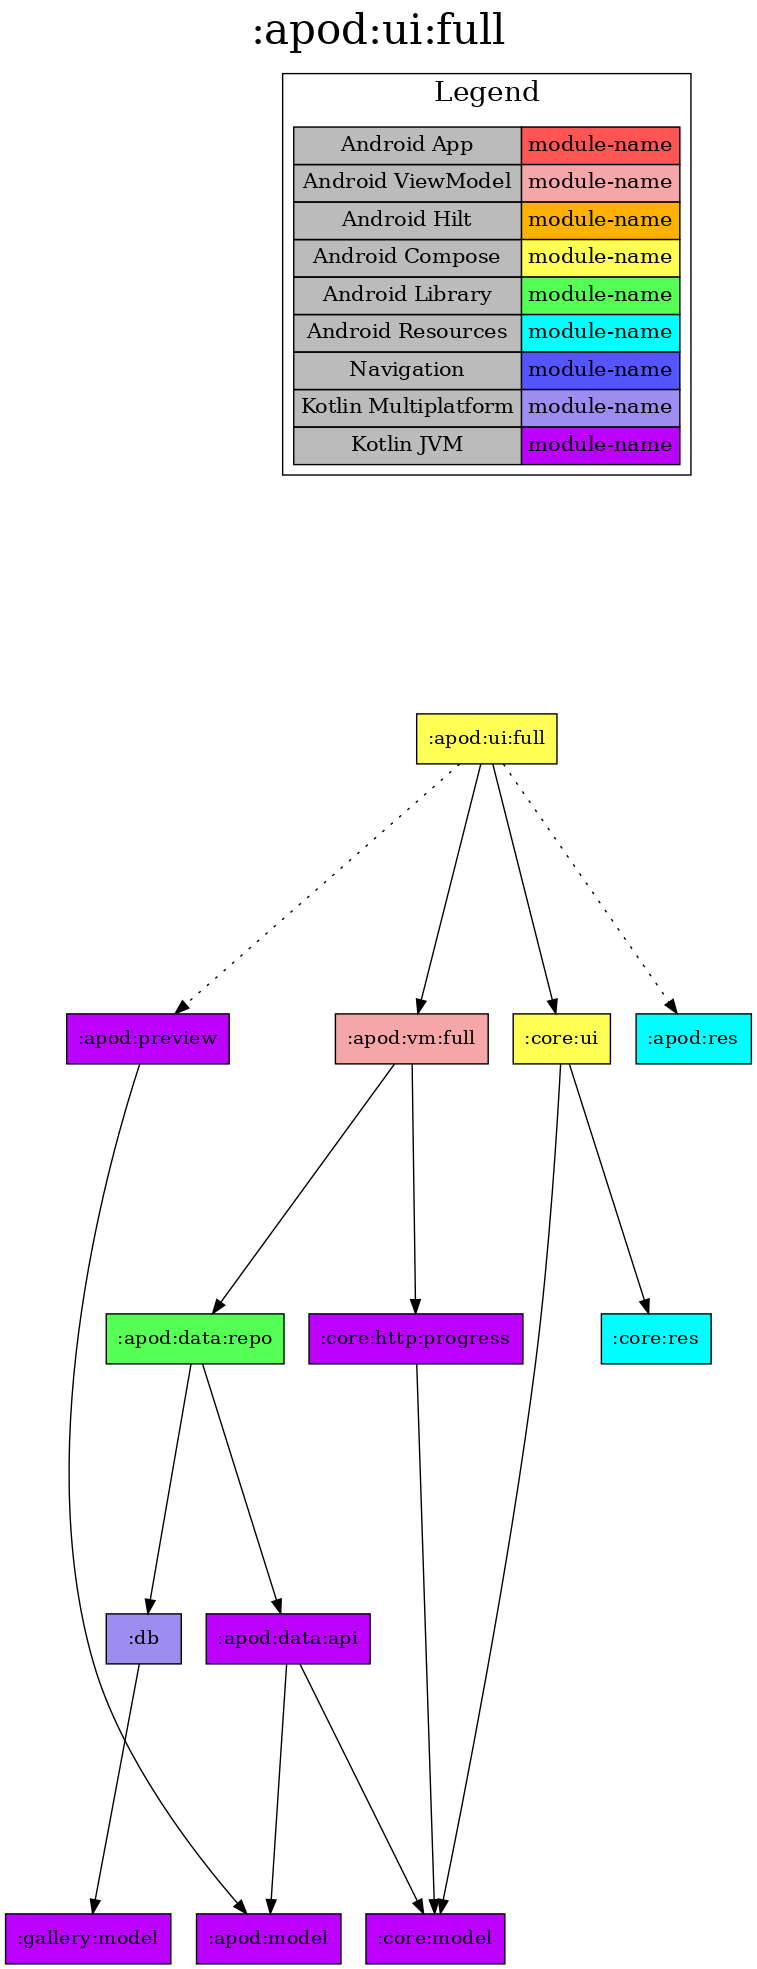 :apod:ui:full
Legend
Android App module-name
Android ViewModel module-name
Android Hilt module-name
Android Compose module-name
Android Library module-name
Android Resources module-name
Navigation module-name
Kotlin Multiplatform module-name
Kotlin JVM module-name
:apod:ui:full
:apod:preview
:apod:vm:full
:core:ui
:apod:res
:apod:data:repo
:core:http:progress
:core:res
:db
:apod:data:api
:gallery:model
:apod:model
:core:model